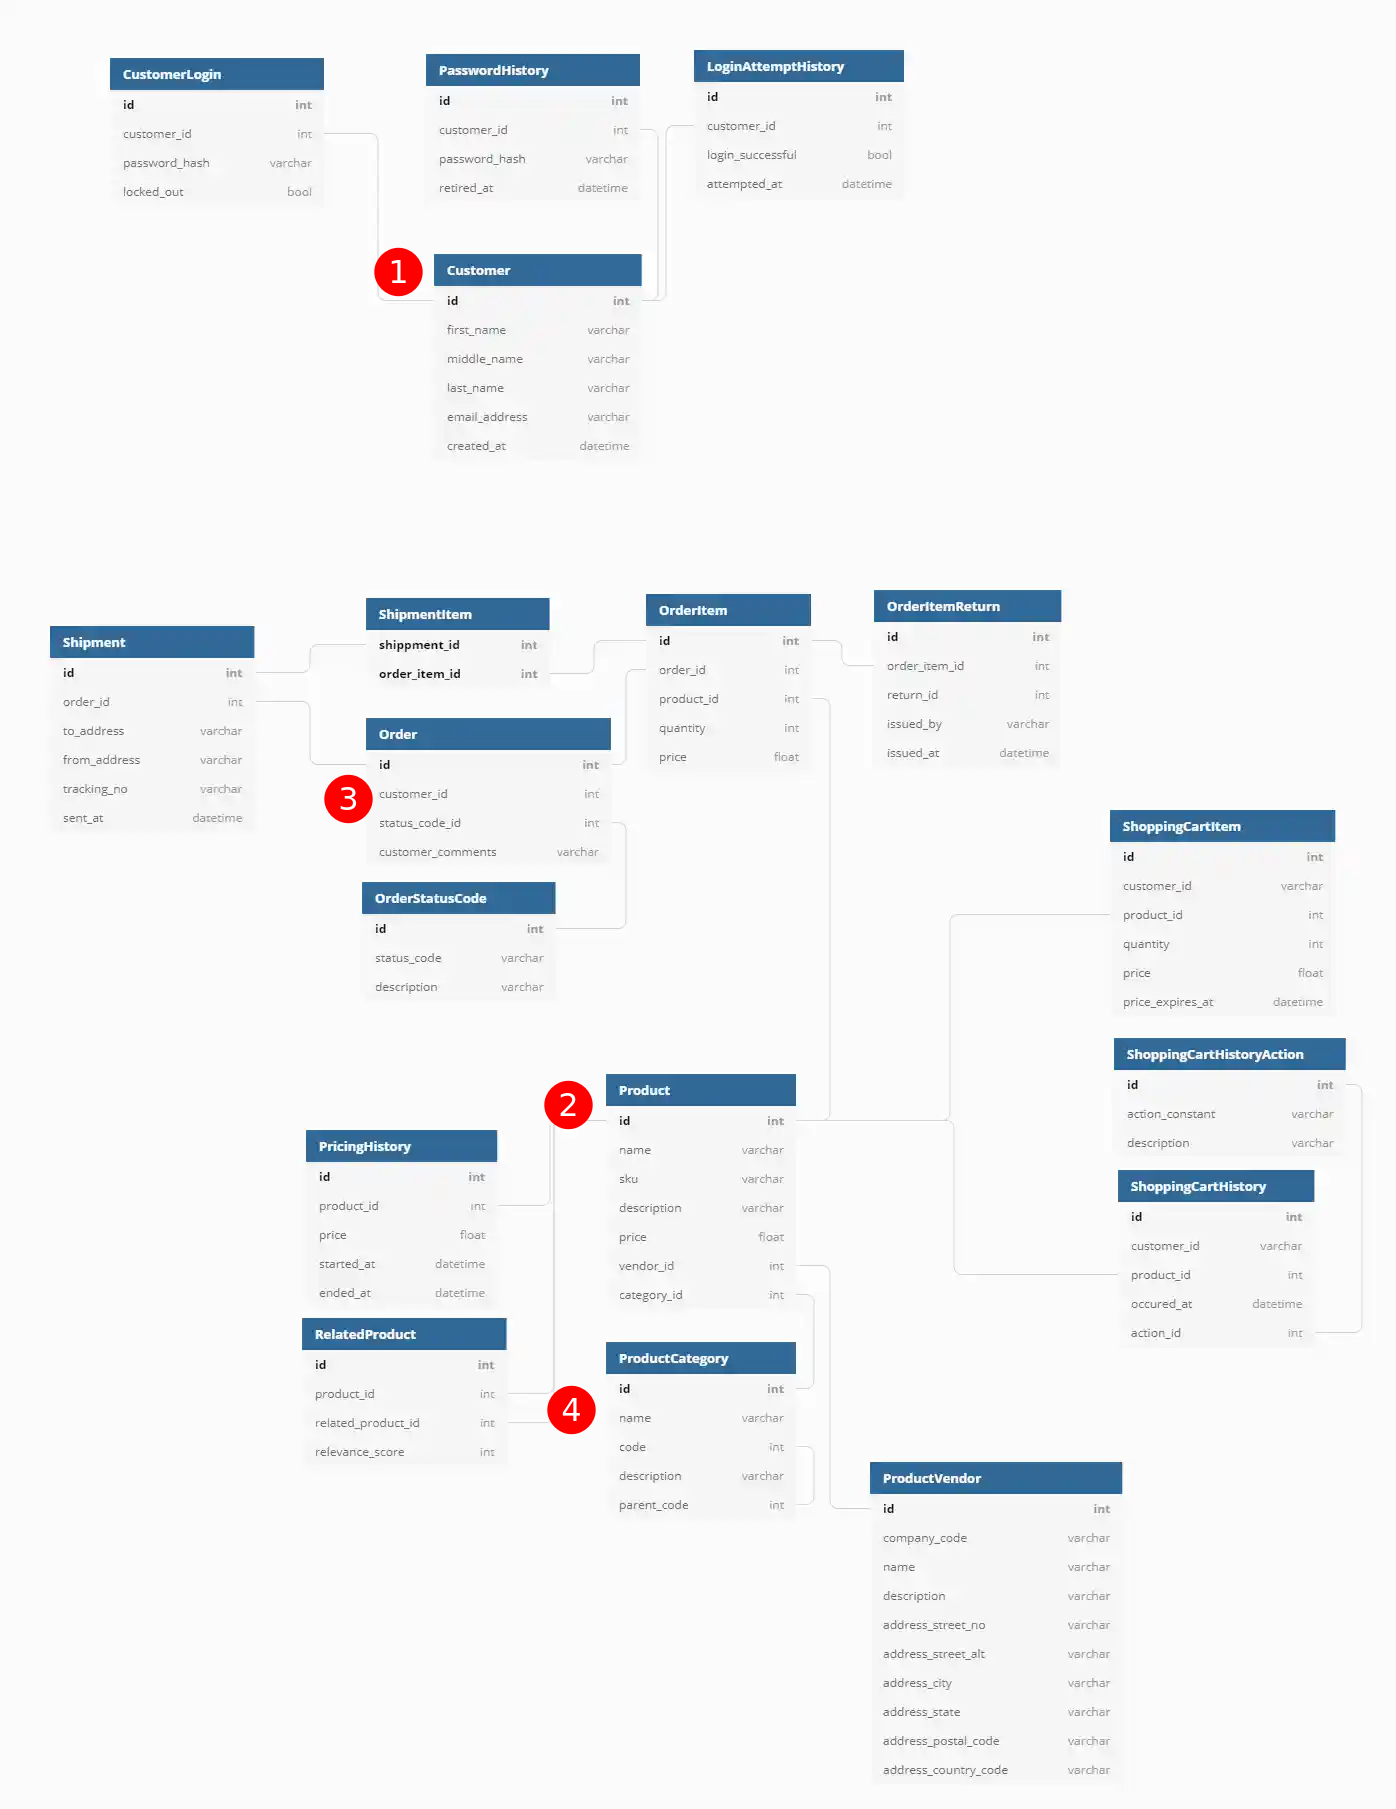 CustomerLogin
id int
customer_id int
password_hash varchar
locked_out bool
PasswordHistory
id int
customer_id int
password_hash varchar
retired_at datetime
LoginAttemptHistory
id int
customer_id int
login_successful bool
attempted_at datetime
1
Customer
id int
first_name varchar
middle_name varchar
last_name varchar
email_address varchar
created_at datetime
Shipment
id int
order_id int
to_address varchar
from_address varchar
tracking_no varchar
sent_at datetime
ShipmentItem
shippment_id int
order_item_id int
Order
id int
3
customer_id int
status_code_id int
customer_comments varchar
OrderStatusCode
id int
status_code varchar
description varchar
OrderItem
id int
order_id int
product_id int
quantity int
price float
OrderItemReturn
id int
order_item_id int
return_id int
issued_by varchar
issued_at datetime
ShoppingCartItem
id int
customer_id varchar
product_id int
quantity int
price float
price_expires_at datetime
ShoppingCartHistoryAction
id int
action_constant varchar
description varchar
ShoppingCartHistory
id int
customer_id varchar
product_id int
occured_at datetime
action_id int
2
Product
id int
name varchar
sku varchar
description varchar
price float
vendor_id int
category_id int
PricingHistory
id int
product_id int
price float
started_at datetime
ended_at datetime
RelatedProduct
id int
product_id int
related_product_id int
relevance_score int
4
ProductCategory
id int
name varchar
code int
description varchar
parent_code int
ProductVendor
id int
company_code varchar
name varchar
description varchar
address_street_no varchar
address_street_alt varchar
address_city varchar
address_state varchar
address_postal_code varchar
address_country_code varchar